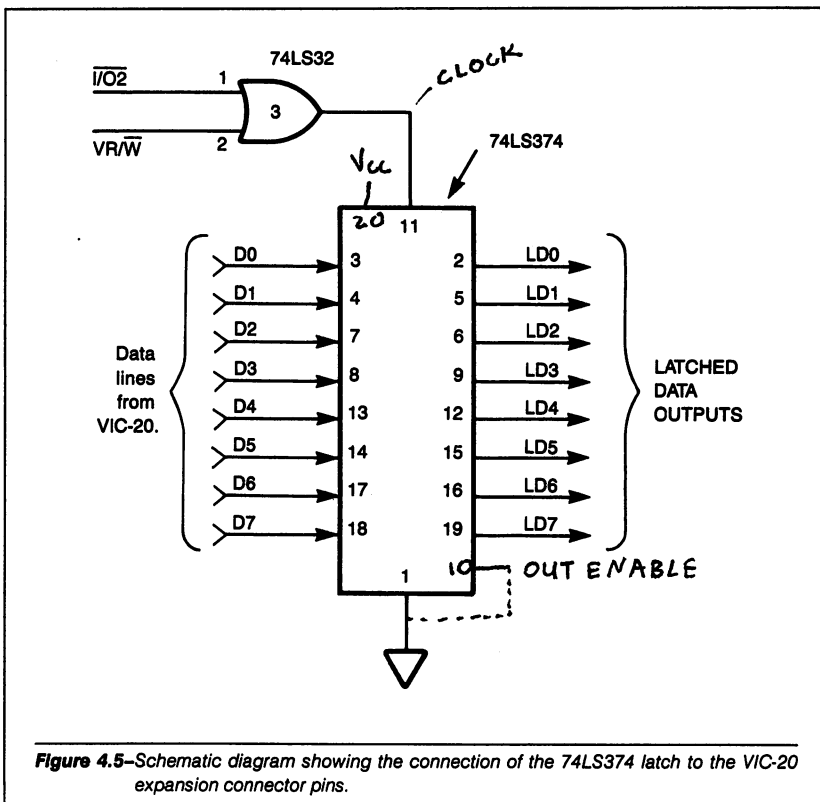 74LS32
I/O2
1
3
2
VR/W
CLOCK
74LS374
Vcc
20
11
D0
3
2
LD0
D1
4
5
LD1
D2
7
6
LD2
D3
8
9
LD3
D4
13
12
LD4
D5
14
15
LD5
D6
17
16
LD6
D7
18
19
LD7
Data
lines
from
VIC-20.
LATCHED
DATA
OUTPUTS
1
10
OUT ENABLE
Figure 4.5–Schematic diagram showing the connection of the 74LS374 latch to the VIC-20
expansion connector pins.